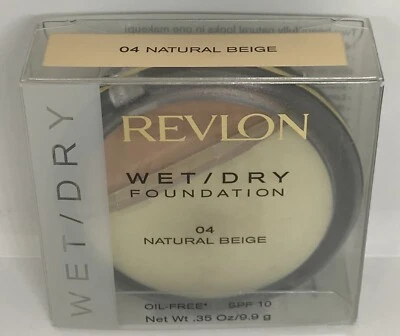 04 NATURAL BEIGE
WET/DRY
REVLON
WET/DRY
FOUNDATION
04
NATURAL BEIGE
OIL-FREE* SPF 10
Net Wt. .35 Oz/9.9 g